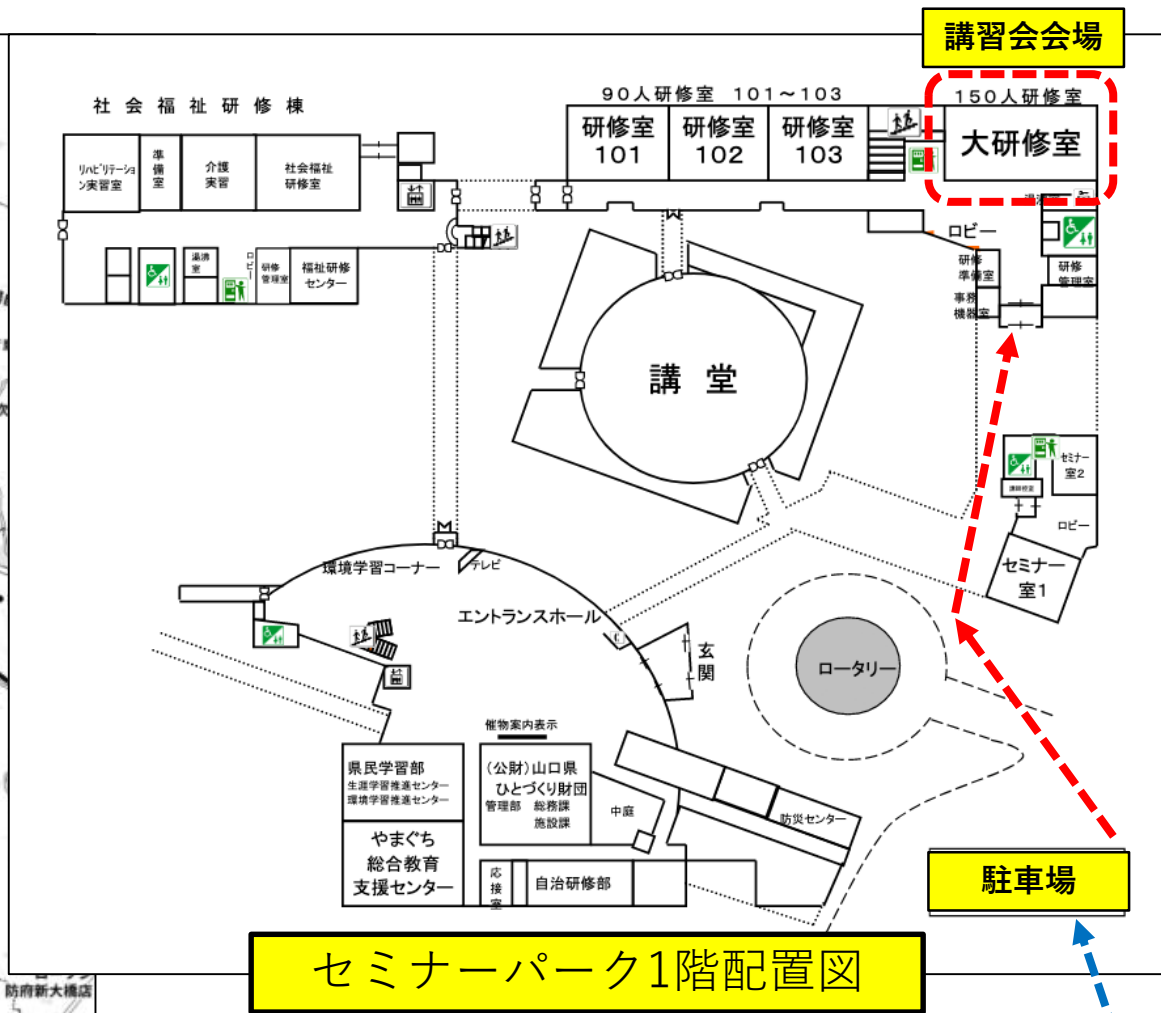 講習会会場
社会福祉研修棟
90人研修室 101～103
150人研修室
リハビリテーショ
ン実習室
準
備
室
介護
実習
社会福祉
研修室
研修室
101
研修室
102
研修室
103
大研修室
湯沸
室
ロ
ビ
ー
研修
管理室
福祉研修
センター
ロビー
研修
準備室
事務
機器室
研修
管理室
講 堂
セミナー
室2
ロビー
セミナー
室1
環境学習コーナー
テレビ
エントランスホール
玄
関
ロータリー
催物案内表示
県民学習部
生涯学習推進センター
環境学習推進センター
(公財)山口県
ひとづくり財団
管理部 総務課
施設課
中庭
防災センター
やまぐち
総合教育
支援センター
応
接
室
自治研修部
駐車場
セミナーパーク1階配置図
防府新大橋店